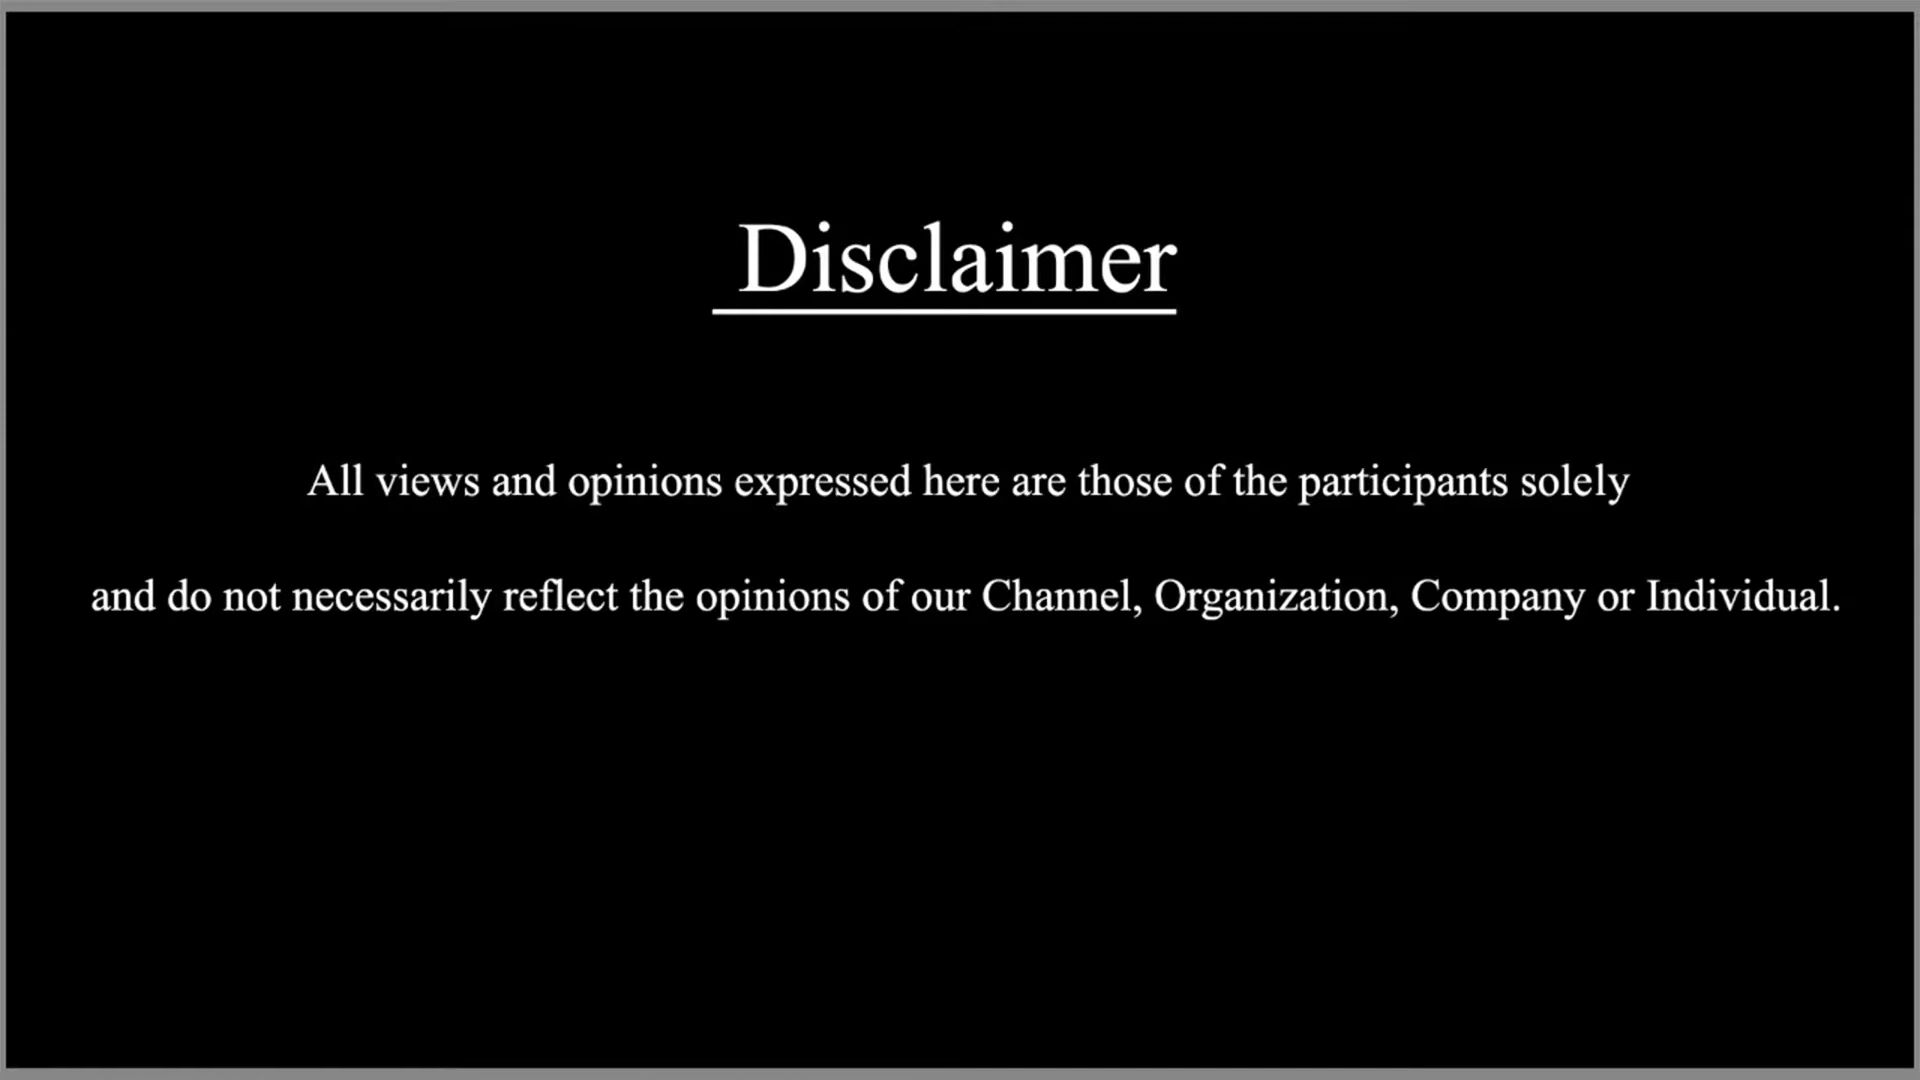 Disclaimer
All views and opinions expressed here are those of the participants solely
and do not necessarily reflect the opinions of our Channel, Organization, Company or Individual.